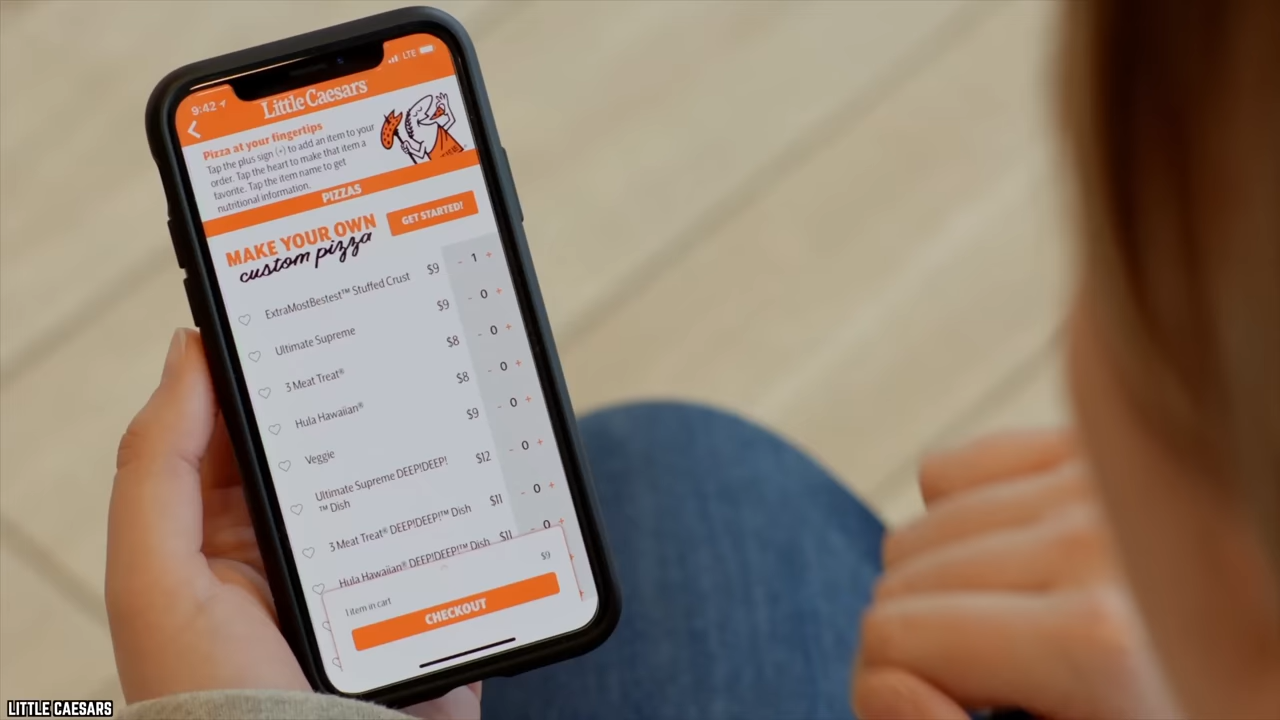 9:42
LTE
Little Caesars
Pizza at your fingertips
Tap the plus sign (+) to add an item to your
order. Tap the heart to make that item a
favorite. Tap the item name to get
nutritional information.
PIZZAS
MAKE YOUR OWN
custom pizza
GET STARTED!
ExtraMostBestest™ Stuffed Crust $9 - 1 +
Ultimate Supreme $9 - 0 +
3 Meat Treat® $8 - 0 +
Hula Hawaiian® $8 - 0 +
Veggie $9 - 0 +
Ultimate Supreme DEEP!DEEP!
™ Dish $12 - 0 +
3 Meat Treat® DEEP!DEEP!™ Dish $11 - 0 +
Hula Hawaiian® DEEP!DEEP!™ Dish $11 - 0 +
1 item in cart $9
CHECKOUT
LITTLE CAESARS